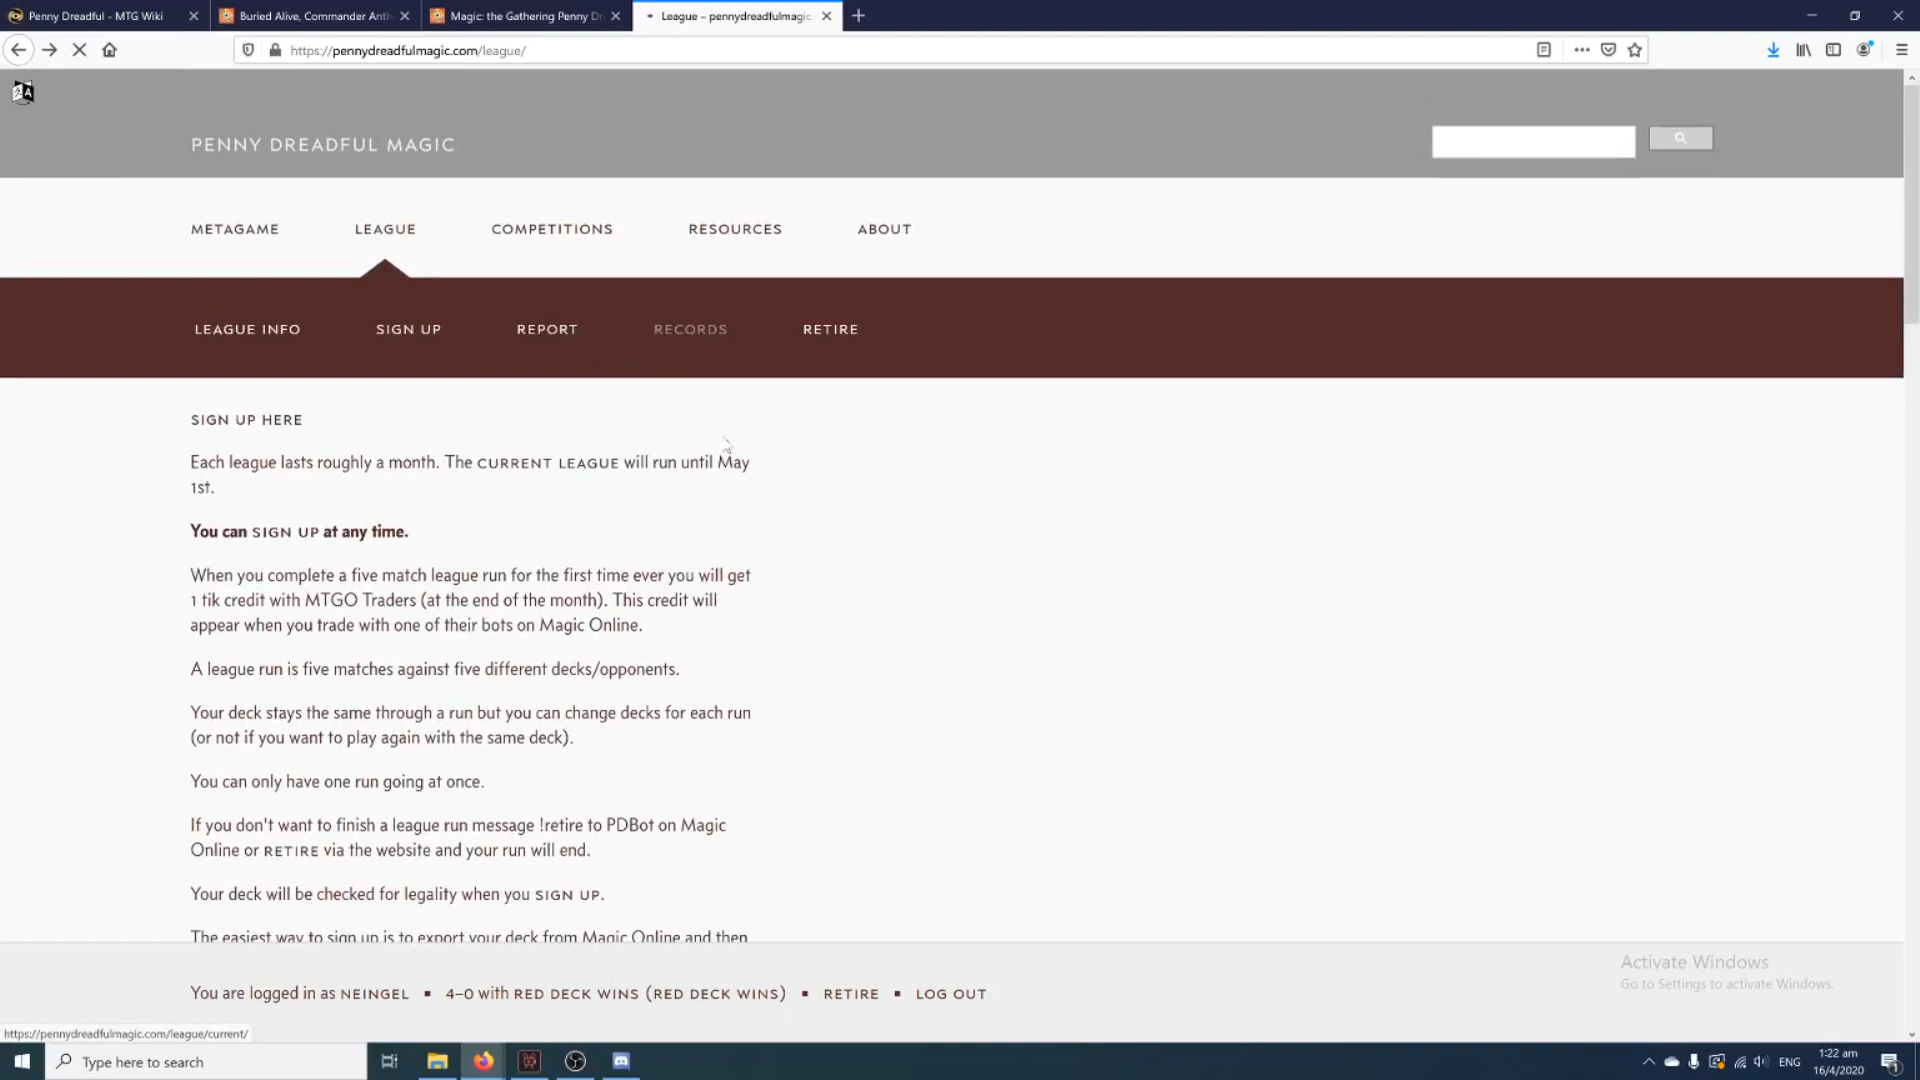 Penny Dreadful - MTG Wiki
Buried Alive, Commander Anth
Magic: the Gathering Penny Dr
League – pennydreadfulmagic.
https://pennydreadfulmagic.com/league/
PENNY DREADFUL MAGIC
METAGAME
LEAGUE
COMPETITIONS
RESOURCES
ABOUT
LEAGUE INFO
SIGN UP
REPORT
RECORDS
RETIRE
SIGN UP HERE
Each league lasts roughly a month. The CURRENT LEAGUE will run until May
1st.
You can SIGN UP at any time.
When you complete a five match league run for the first time ever you will get
1 tik credit with MTGO Traders (at the end of the month). This credit will
appear when you trade with one of their bots on Magic Online.
A league run is five matches against five different decks/opponents.
Your deck stays the same through a run but you can change decks for each run
(or not if you want to play again with the same deck).
You can only have one run going at once.
If you don't want to finish a league run message !retire to PDBot on Magic
Online or RETIRE via the website and your run will end.
Your deck will be checked for legality when you SIGN UP.
The easiest way to sign up is to export your deck from Magic Online and then
Activate Windows
Go to Settings to activate Windows.
You are logged in as NEINGEL ▪ 4–0 with RED DECK WINS (RED DECK WINS) ▪ RETIRE ▪ LOG OUT
https://pennydreadfulmagic.com/league/current/
Type here to search
ENG
1:22 am
16/4/2020